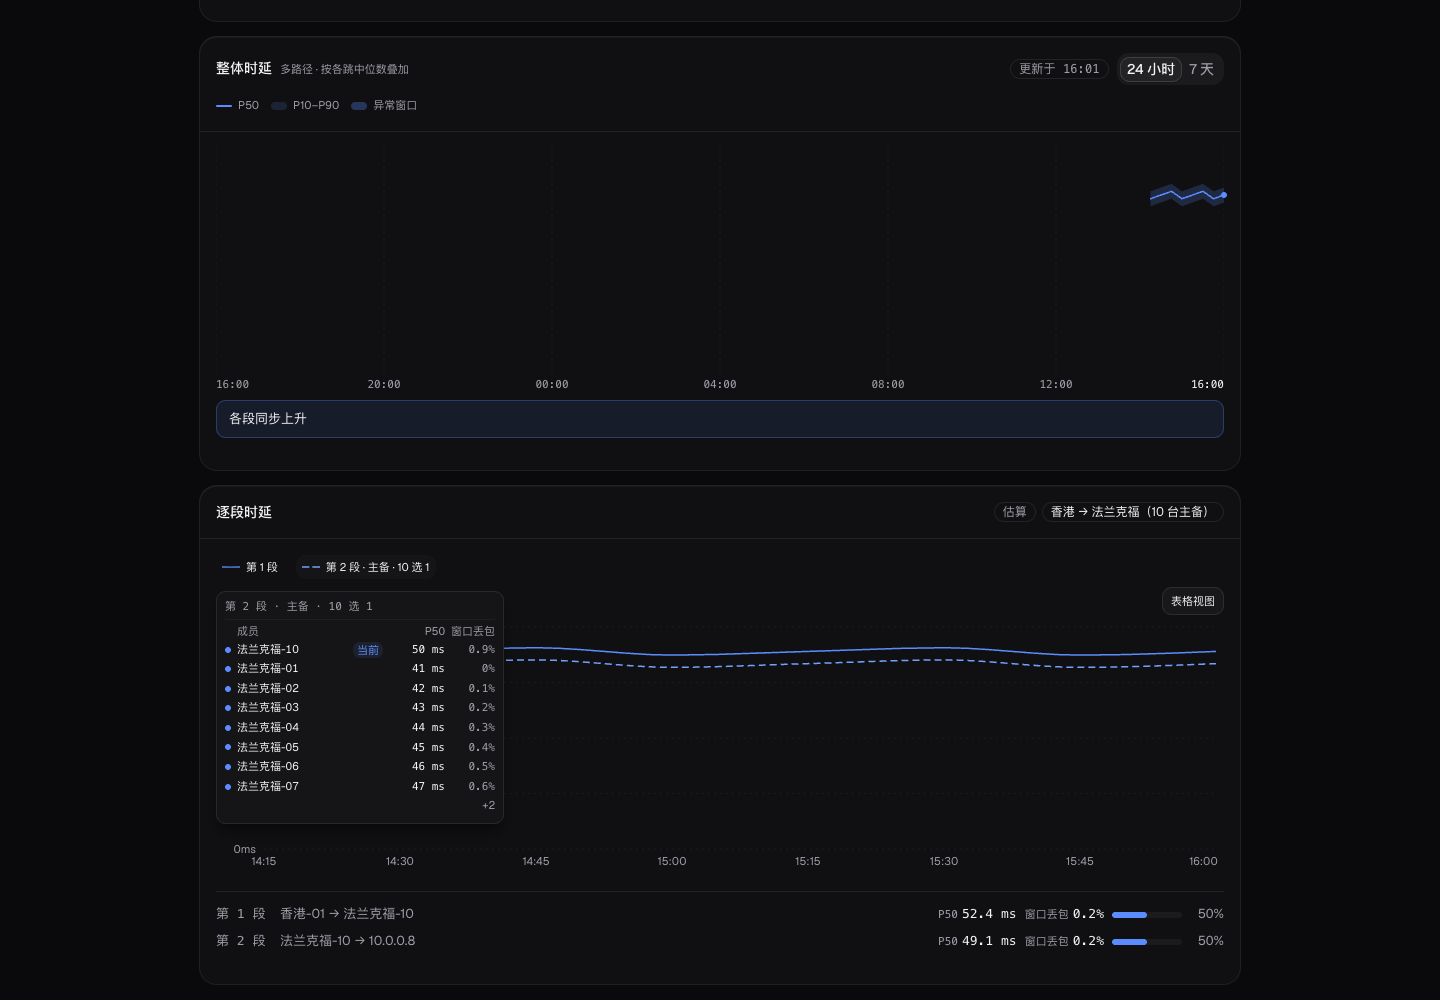 整体时延 多路径 · 按各跳中位数叠加 更新于 16:01 24 小时 7 天
P50 P10–P90 异常窗口
16:00 20:00 00:00 04:00 08:00 12:00 16:00
各段同步上升
逐段时延 估算 香港 → 法兰克福（10 台主备）
第 1 段 第 2 段 · 主备 · 10 选 1
表格视图
第 2 段 · 主备 · 10 选 1
成员 P50 窗口丢包
法兰克福-10 当前 50 ms 0.9%
法兰克福-01 41 ms 0%
法兰克福-02 42 ms 0.1%
法兰克福-03 43 ms 0.2%
法兰克福-04 44 ms 0.3%
法兰克福-05 45 ms 0.4%
法兰克福-06 46 ms 0.5%
法兰克福-07 47 ms 0.6%
+2
0ms
14:15 14:30 14:45 15:00 15:15 15:30 15:45 16:00
第 1 段 香港-01 → 法兰克福-10 P50 52.4 ms 窗口丢包 0.2% 50%
第 2 段 法兰克福-10 → 10.0.0.8 P50 49.1 ms 窗口丢包 0.2% 50%